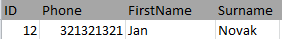 ID Phone FirstName Surname
12 321321321 Jan Novak